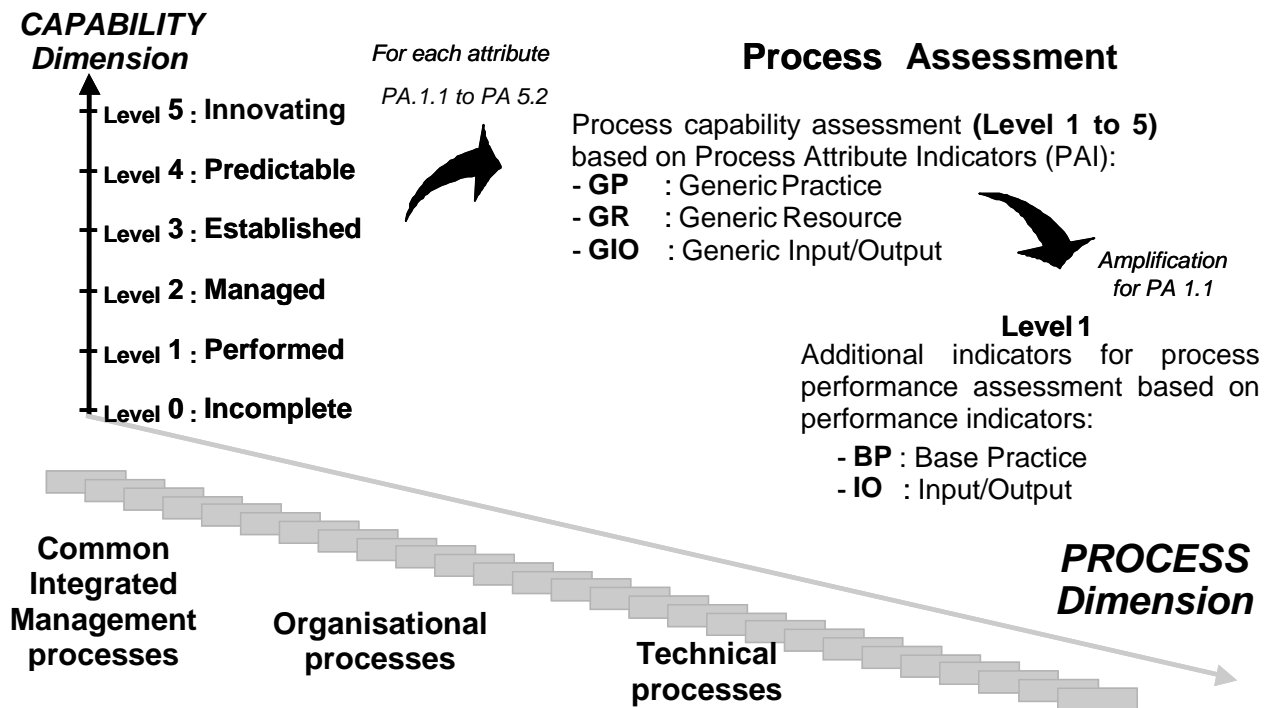 CAPABILITY
Dimension
Level 5 : Innovating
Level 4 : Predictable
Level 3 : Established
Level 2 : Managed
Level 1 : Performed
Level 0 : Incomplete
For each attribute
PA.1.1 to PA 5.2
Process Assessment
Process capability assessment (Level 1 to 5)
based on Process Attribute Indicators (PAI):
- GP : Generic Practice
- GR : Generic Resource
- GIO : Generic Input/Output
Amplification
for PA 1.1
Level 1
Additional indicators for process
performance assessment based on
performance indicators:
- BP : Base Practice
- IO : Input/Output
Common
Integrated
Management
processes
Organisational
processes
Technical
processes
PROCESS
Dimension